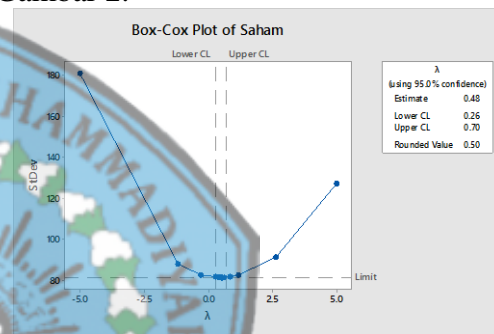 Box-Cox Plot of Saham
Lower CL Upper CL
180
160
140
120
100
80
StDev
-5.0 -2.5 0.0 2.5 5.0
λ
Limit
λ
(using 95.0% confidence)
Estimate 0.48
Lower CL 0.26
Upper CL 0.70
Rounded Value 0.50
HAMMADIYAH